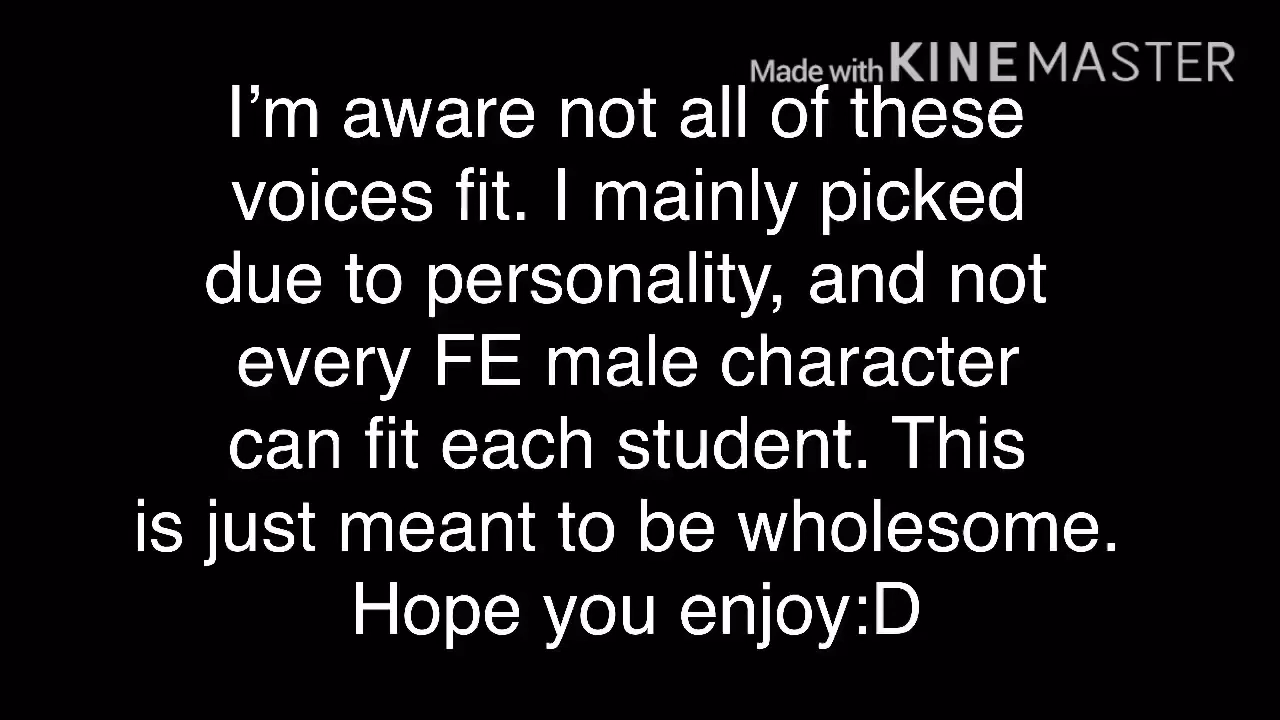 Made with KINEMASTER
I'm aware not all of these
voices fit. I mainly picked
due to personality, and not
every FE male character
can fit each student. This
is just meant to be wholesome.
Hope you enjoy:D